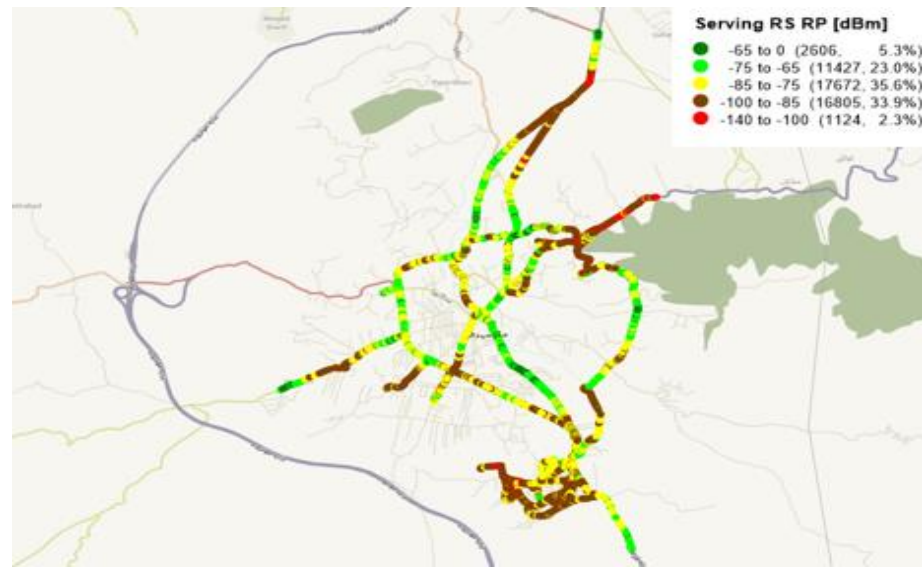 Serving RS RP [dBm]
-65 to 0 (2606, 5.3%)
-75 to -65 (11427, 23.0%)
-85 to -75 (17672, 35.6%)
-100 to -85 (16805, 33.9%)
-140 to -100 (1124, 2.3%)